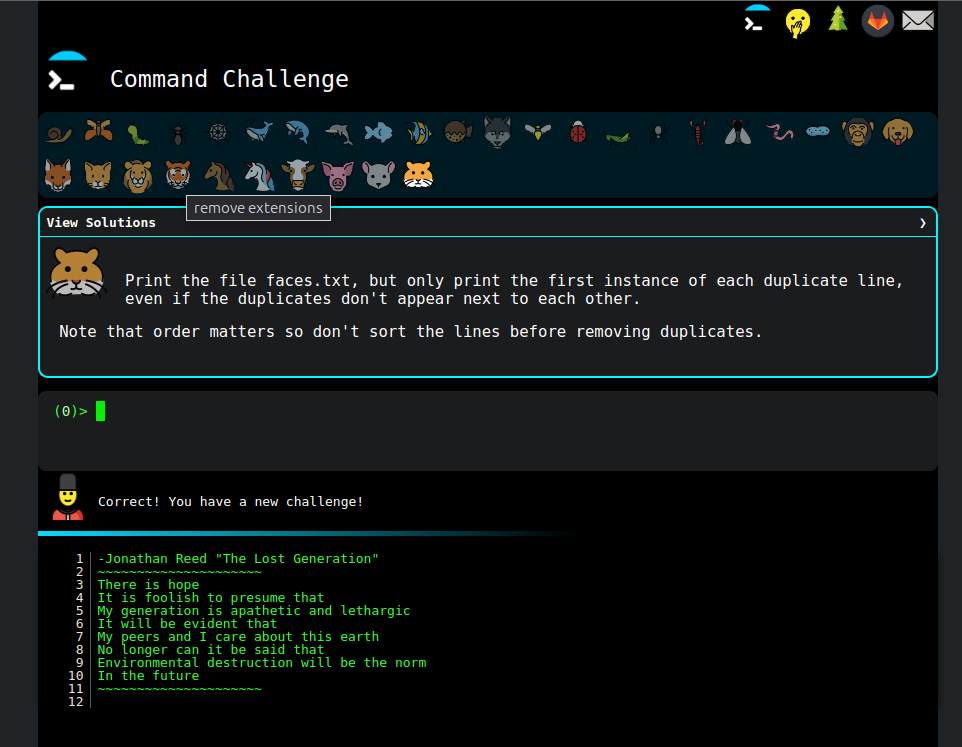 Command Challenge
remove extensions
View Solutions ❯
Print the file faces.txt, but only print the first instance of each duplicate line,
even if the duplicates don't appear next to each other.
Note that order matters so don't sort the lines before removing duplicates.
(0)>
Correct! You have a new challenge!
1 -Jonathan Reed "The Lost Generation"
2 ~~~~~~~~~~~~~~~~~~~~~
3 There is hope
4 It is foolish to presume that
5 My generation is apathetic and lethargic
6 It will be evident that
7 My peers and I care about this earth
8 No longer can it be said that
9 Environmental destruction will be the norm
10 In the future
11 ~~~~~~~~~~~~~~~~~~~~~
12